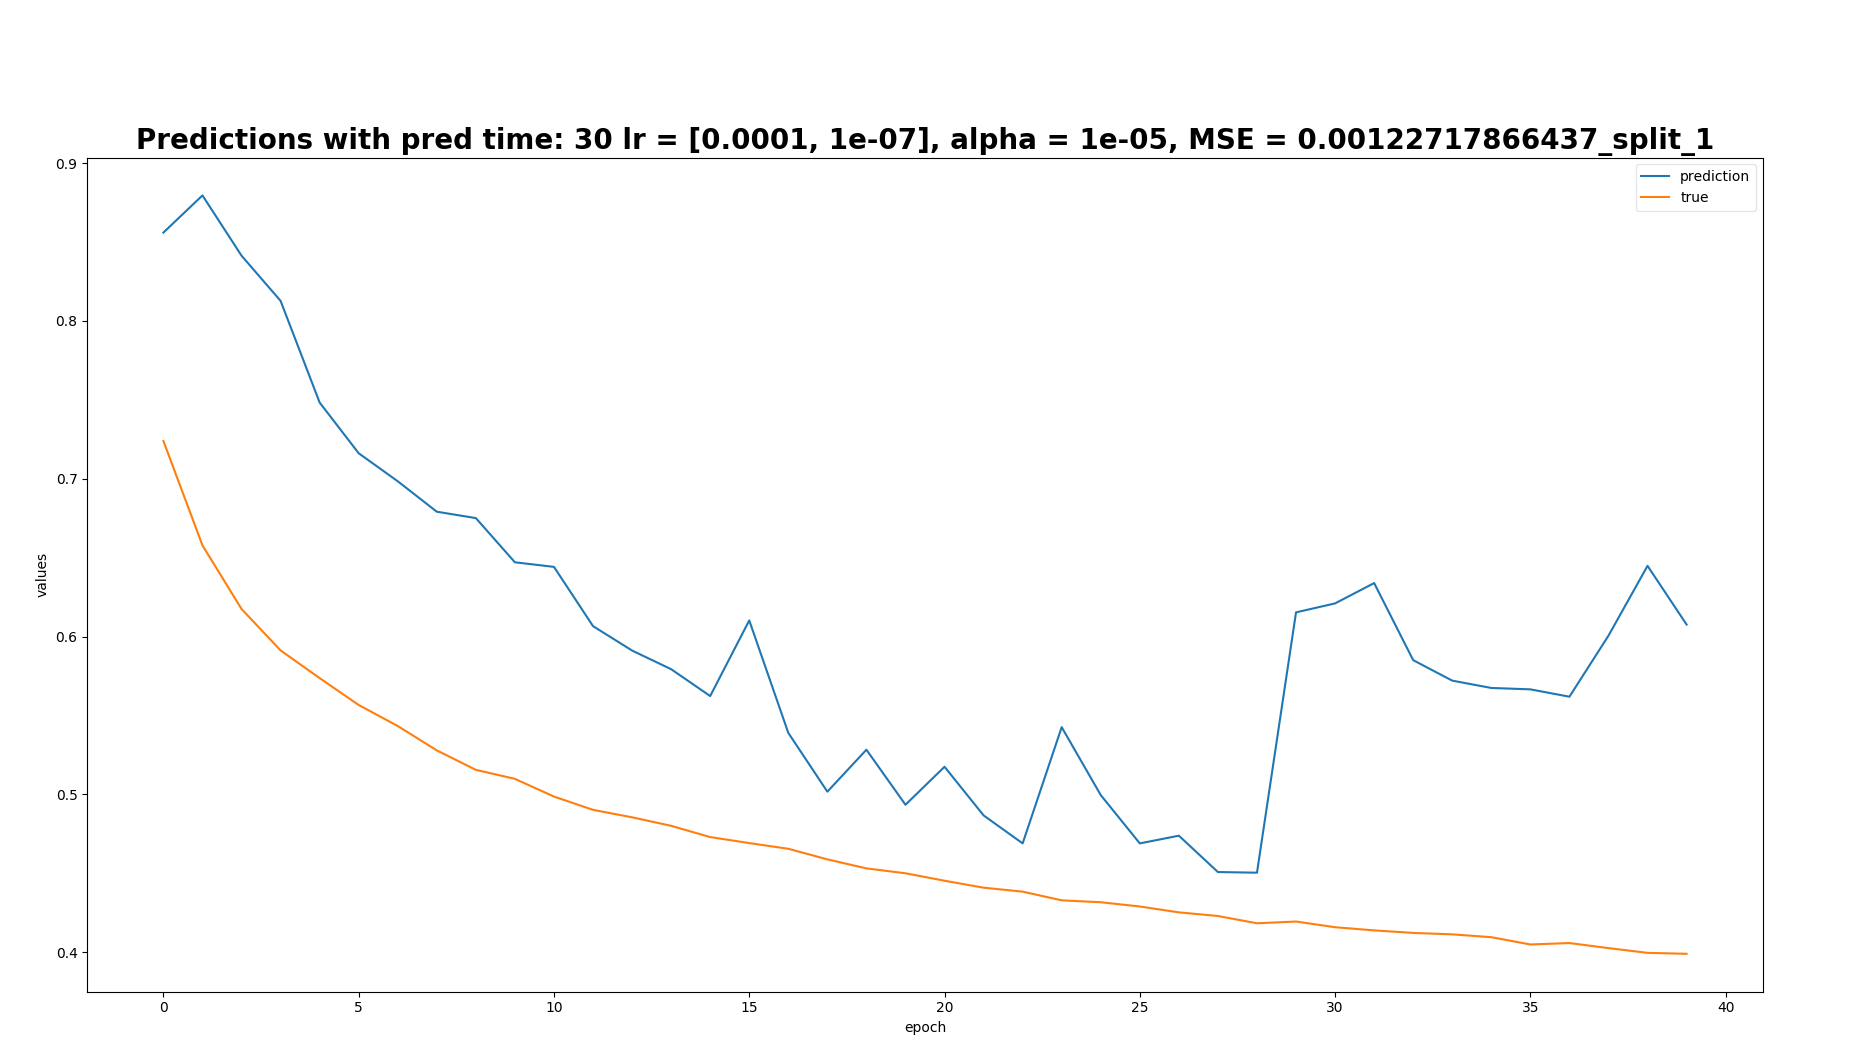 Predictions with pred time: 30 lr = [0.0001, 1e-07], alpha = 1e-05, MSE = 0.00122717866437_split_1
prediction
true
0.9
0.8
0.7
0.6
0.5
0.4
values
0 5 10 15 20 25 30 35 40
epoch